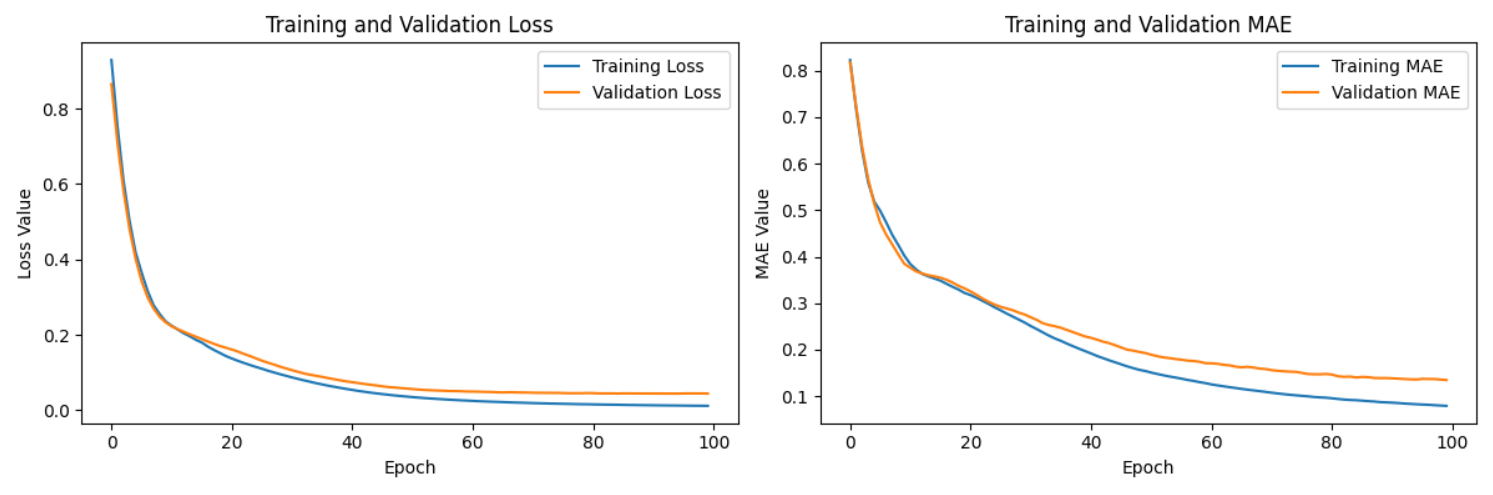 Training and Validation Loss
Training Loss
Validation Loss
Loss Value
0.8
0.6
0.4
0.2
0.0
0
20
40
60
80
100
Epoch
Training and Validation MAE
Training MAE
Validation MAE
MAE Value
0.8
0.7
0.6
0.5
0.4
0.3
0.2
0.1
0
20
40
60
80
100
Epoch